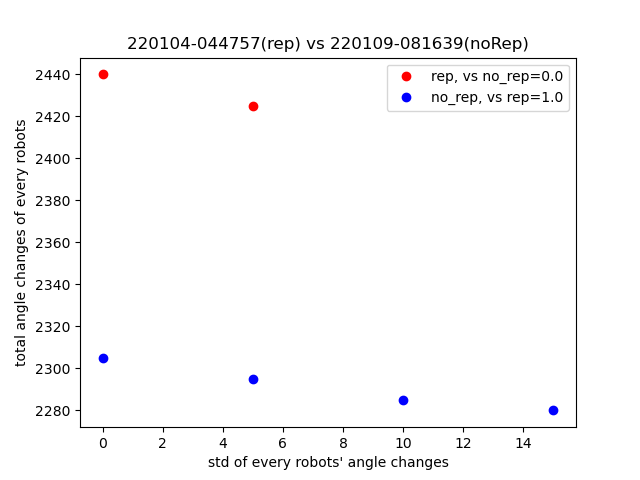 220104-044757(rep) vs 220109-081639(noRep)
rep, vs no_rep=0.0
no_rep, vs rep=1.0
total angle changes of every robots
2440
2420
2400
2380
2360
2340
2320
2300
2280
0 2 4 6 8 10 12 14
std of every robots' angle changes